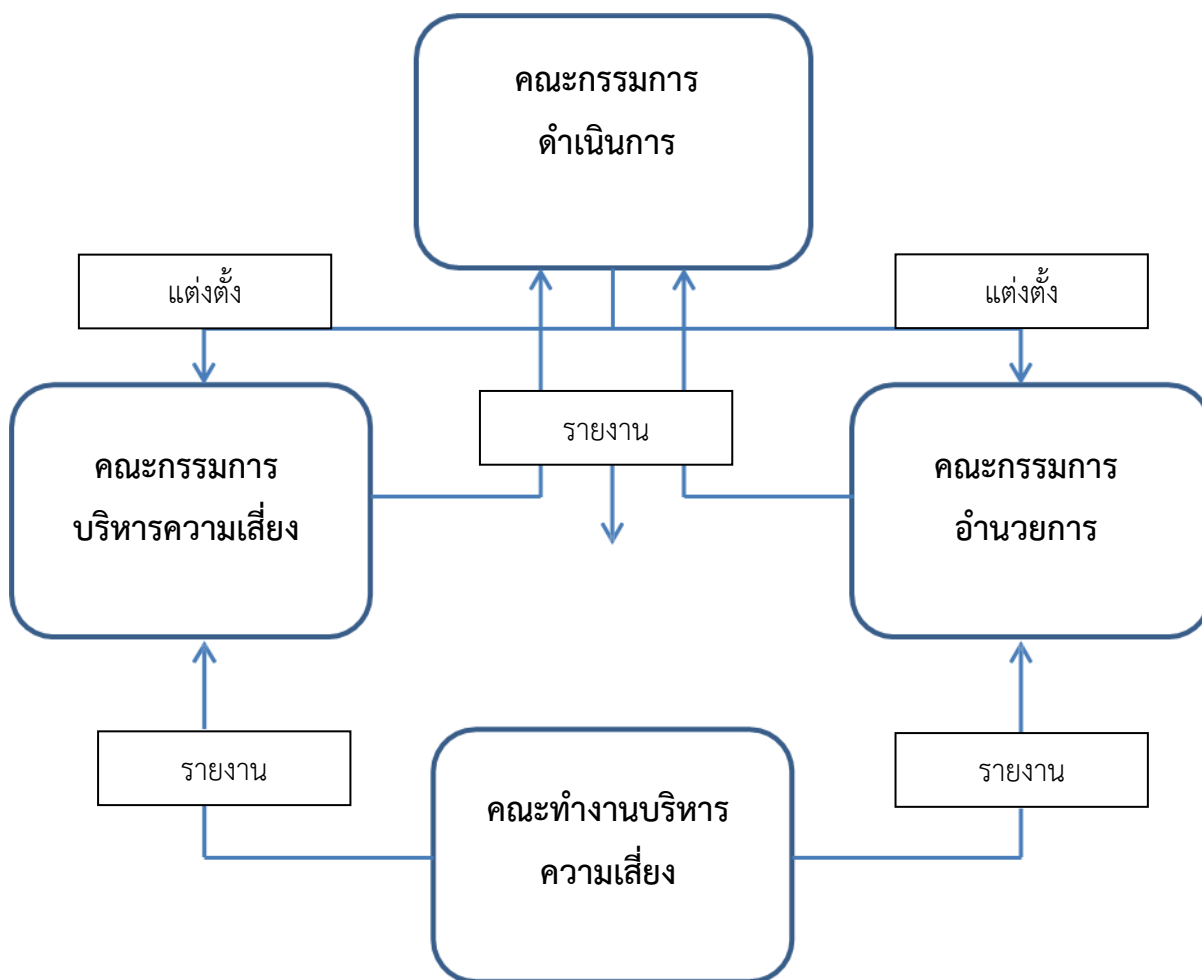 คณะกรรมการ
ดำเนินการ
แต่งตั้ง
แต่งตั้ง
รายงาน
คณะกรรมการ
บริหารความเสี่ยง
คณะกรรมการ
อำนวยการ
รายงาน
รายงาน
คณะทำงานบริหาร
ความเสี่ยง